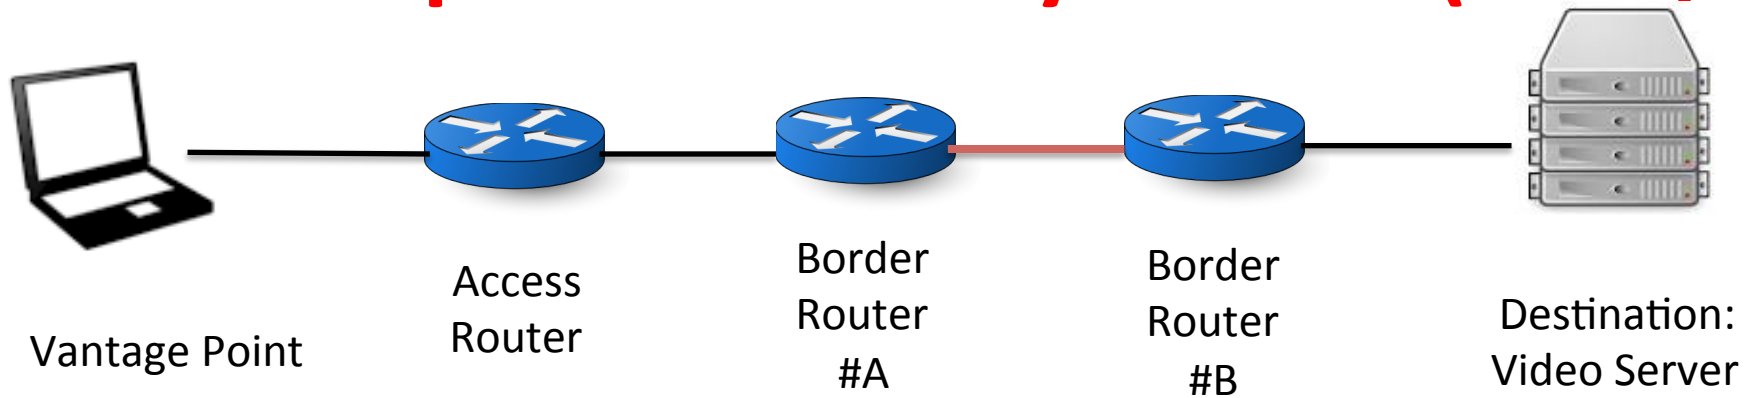 Vantage Point
Access
Router
Border
Router
#A
Border
Router
#B
Destination:
Video Server